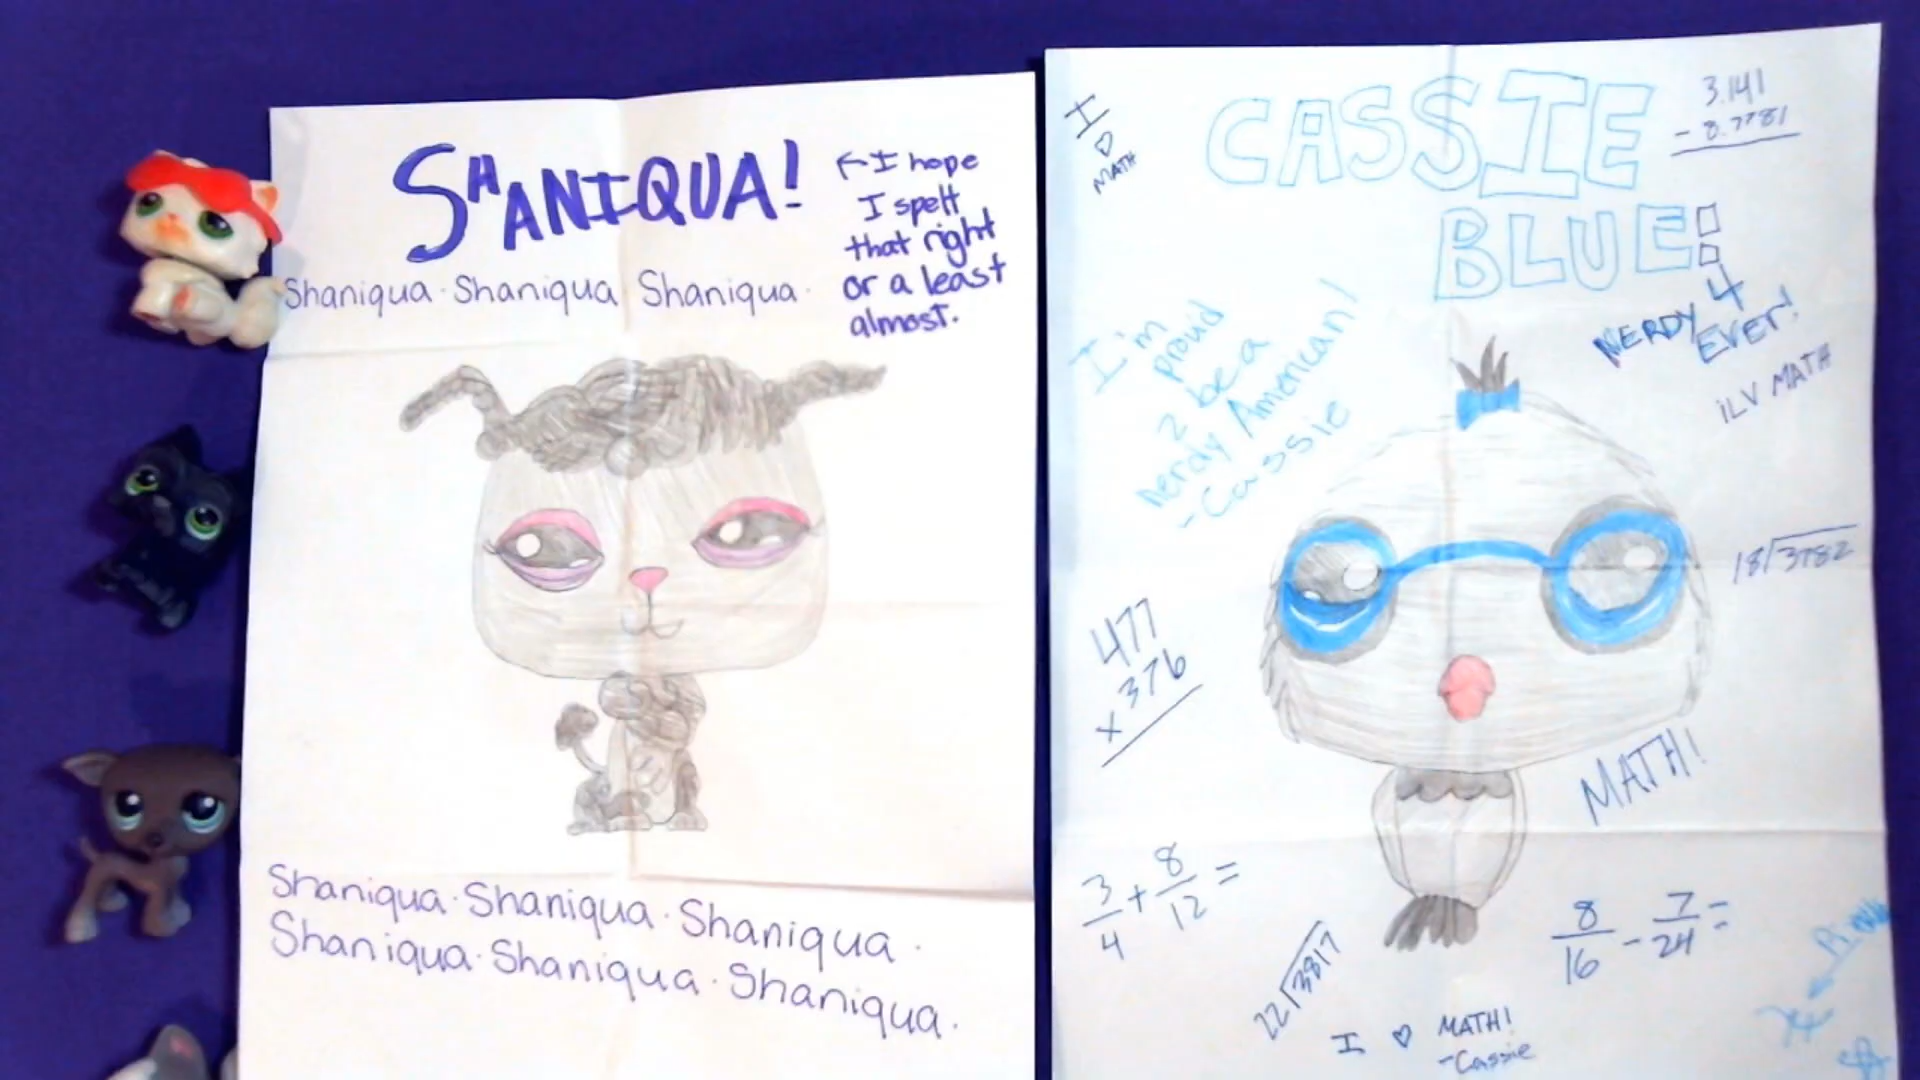 SHANIQUA!
←I hope
I spelt
that right
or a least
almost.
Shaniqua · Shaniqua Shaniqua ·
Shaniqua · Shaniqua · Shaniqua ·
Shaniqua · Shaniqua · Shaniqua ·
I ♡
MATH
CASSIE
BLUE:
3.141
- 8.7781
NERDY 4
EVER!
iLV MATH
I'm
proud
2 be a
nerdy American!
-Cassie
18⟌3782
477
x 376
MATH!
3/4 + 8/12 =
8/16 - 7/24 =
22⟌3817
I ♡ MATH!
-Cassie